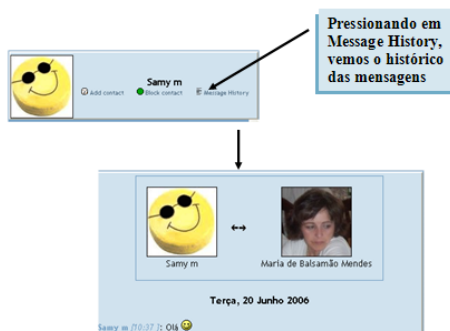 Pressionando em
Message History,
vemos o histórico
das mensagens
Samy m
Add contact Block contact Message History
Samy m María de Balsamão Mendes
Terça, 20 Junho 2006
Samy m [10:37 ]: Olá